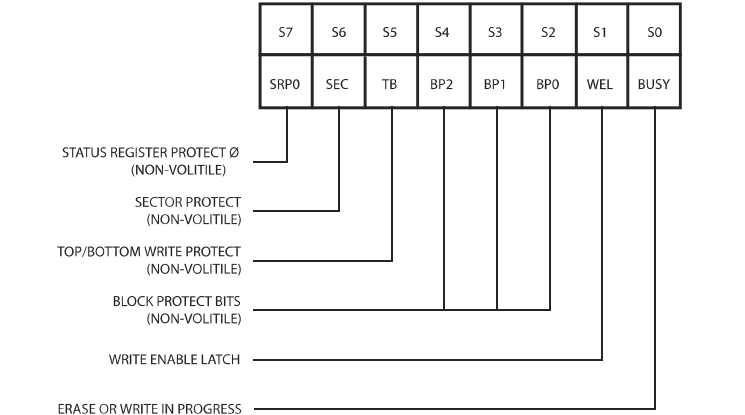 S7 S6 S5 S4 S3 S2 S1 S0
SRP0 SEC TB BP2 BP1 BP0 WEL BUSY
STATUS REGISTER PROTECT Ø
(NON-VOLITILE)
SECTOR PROTECT
(NON-VOLITILE)
TOP/BOTTOM WRITE PROTECT
(NON-VOLITILE)
BLOCK PROTECT BITS
(NON-VOLITILE)
WRITE ENABLE LATCH
ERASE OR WRITE IN PROGRESS